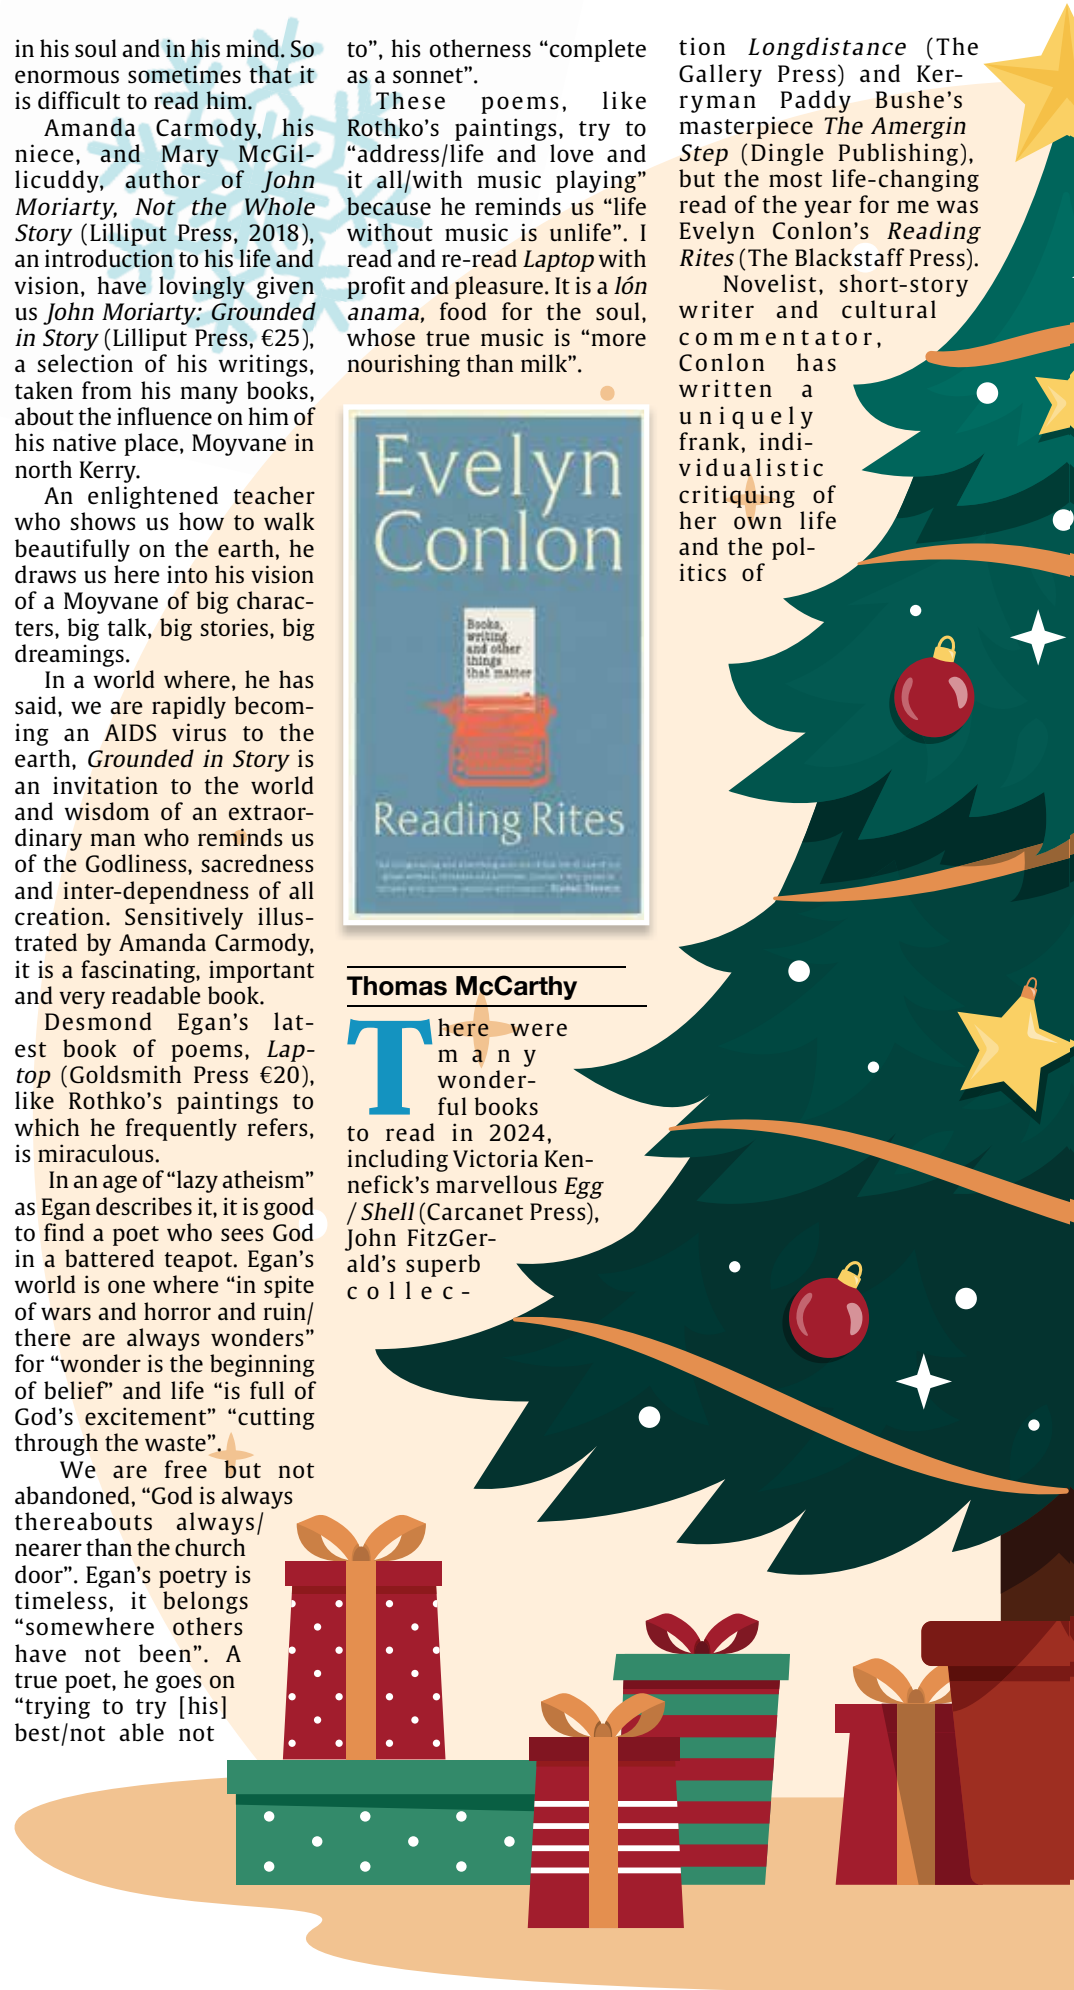 in his soul and in his mind. So
enormous sometimes that it
is difficult to read him.
Amanda Carmody, his
niece, and Mary McGil-
licuddy, author of John
Moriarty, Not the Whole
Story (Lilliput Press, 2018),
an introduction to his life and
vision, have lovingly given
us John Moriarty: Grounded
in Story (Lilliput Press, €25),
a selection of his writings,
taken from his many books,
about the influence on him of
his native place, Moyvane in
north Kerry.
An enlightened teacher
who shows us how to walk
beautifully on the earth, he
draws us here into his vision
of a Moyvane of big charac-
ters, big talk, big stories, big
dreamings.
In a world where, he has
said, we are rapidly becom-
ing an AIDS virus to the
earth, Grounded in Story is
an invitation to the world
and wisdom of an extraor-
dinary man who reminds us
of the Godliness, sacredness
and inter-dependness of all
creation. Sensitively illus-
trated by Amanda Carmody,
it is a fascinating, important
and very readable book.
Desmond Egan's lat-
est book of poems, Lap-
top (Goldsmith Press €20),
like Rothko's paintings to
which he frequently refers,
is miraculous.
In an age of "lazy atheism"
as Egan describes it, it is good
to find a poet who sees God
in a battered teapot. Egan's
world is one where "in spite
of wars and horror and ruin/
there are always wonders"
for "wonder is the beginning
of belief" and life "is full of
God's excitement" "cutting
through the waste".
We are free but not
abandoned, "God is always
thereabouts always/
nearer than the church
door". Egan's poetry is
timeless, it belongs
"somewhere others
have not been". A
true poet, he goes on
"trying to try [his]
best/not able not
to", his otherness "complete
as a sonnet".
These poems, like
Rothko's paintings, try to
"address/life and love and
it all/with music playing"
because he reminds us "life
without music is unlife". I
read and re-read Laptop with
profit and pleasure. It is a lón
anama, food for the soul,
whose true music is "more
nourishing than milk".
Evelyn
Conlon
Books,
writing
and other
things
that matter
Reading Rites
Thomas McCarthy
There were
many
wonder-
ful books
to read in 2024,
including Victoria Ken-
nefick's marvellous Egg
/ Shell (Carcanet Press),
John FitzGer-
ald's superb
collec-
tion Longdistance (The
Gallery Press) and Ker-
ryman Paddy Bushe's
masterpiece The Amergin
Step (Dingle Publishing),
but the most life-changing
read of the year for me was
Evelyn Conlon's Reading
Rites (The Blackstaff Press).
Novelist, short-story
writer and cultural
commentator,
Conlon has
written a
uniquely
frank, indi-
vidualistic
critiquing of
her own life
and the pol-
itics of